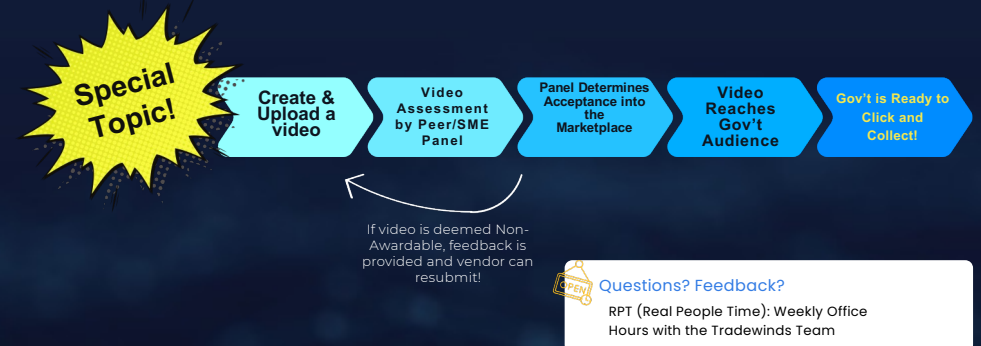 Special
Topic!
Create &
Upload a
video
Video
Assessment
by Peer/SME
Panel
Panel Determines
Acceptance into
the
Marketplace
Video
Reaches
Gov't
Audience
Gov't is Ready to
Click and
Collect!
If video is deemed Non-
Awardable, feedback is
provided and vendor can
resubmit!
OPEN
Questions? Feedback?
RPT (Real People Time): Weekly Office
Hours with the Tradewinds Team